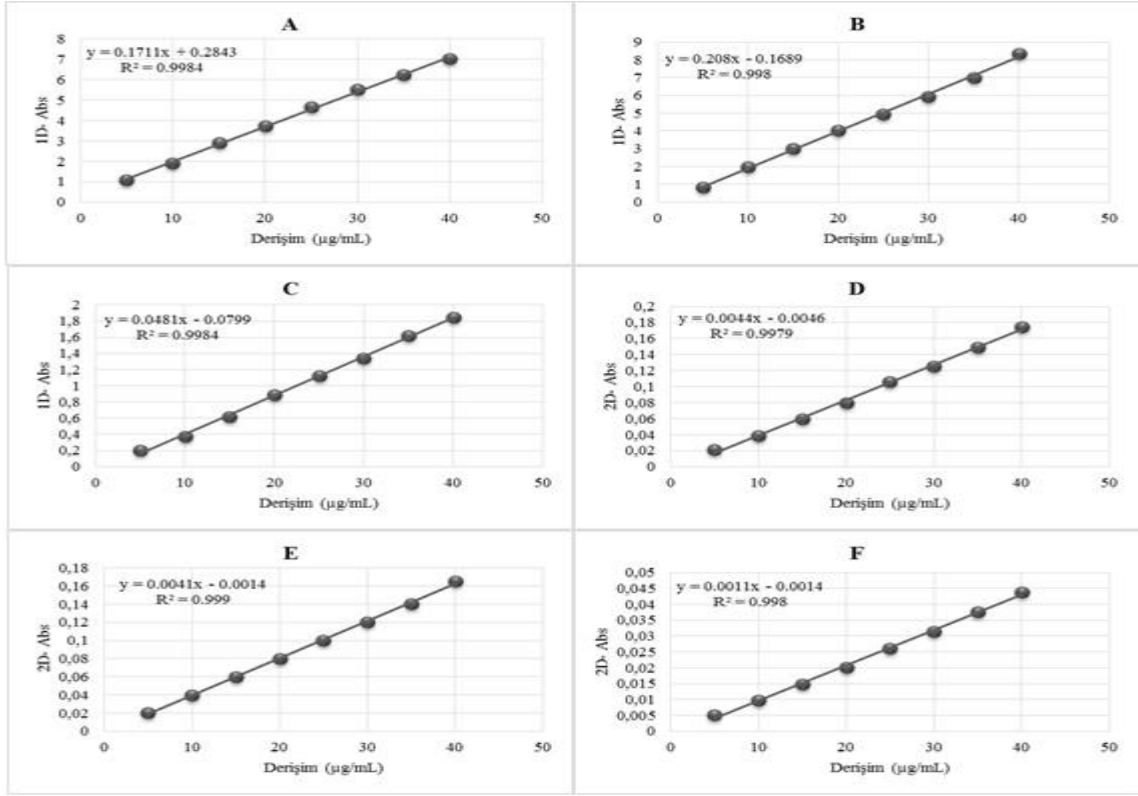 A
y = 0.1711x + 0.2843
R² = 0.9984
8
7
6
5
4
3
2
1
0
1D- Abs
0 10 20 30 40 50
Derişim (µg/mL)
B
y = 0.208x - 0.1689
R² = 0.998
9
8
7
6
5
4
3
2
1
0
1D- Abs
0 10 20 30 40 50
Derişim (µg/mL)
C
y = 0.0481x - 0.0799
R² = 0.9984
2
1,8
1,6
1,4
1,2
1
0,8
0,6
0,4
0,2
0
1D- Abs
0 10 20 30 40 50
Derişim (µg/mL)
D
y = 0.0044x - 0.0046
R² = 0.9979
0,2
0,18
0,16
0,14
0,12
0,1
0,08
0,06
0,04
0,02
0
2D- Abs
0 10 20 30 40 50
Derişim (µg/mL)
E
y = 0.0041x - 0.0014
R² = 0.999
0,18
0,16
0,14
0,12
0,1
0,08
0,06
0,04
0,02
0
2D- Abs
0 10 20 30 40 50
Derişim (µg/mL)
F
y = 0.0011x - 0.0014
R² = 0.998
0,05
0,045
0,04
0,035
0,03
0,025
0,02
0,015
0,01
0,005
0
2D- Abs
0 10 20 30 40 50
Derişim (µg/mL)